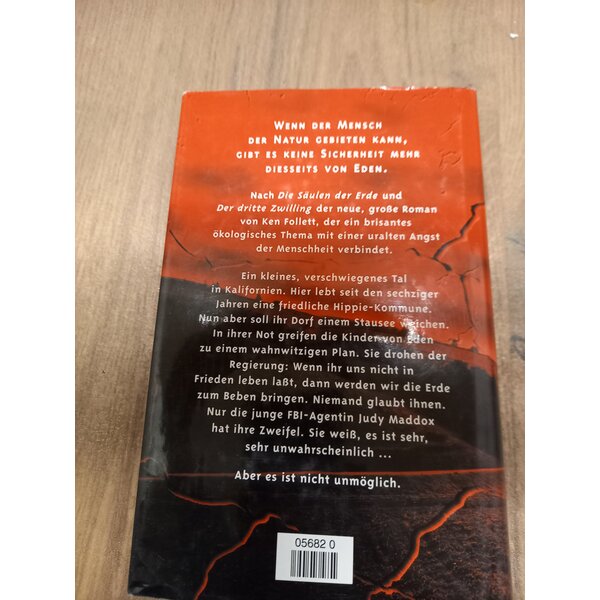 WENN DER MENSCH
DER NATUR GEBIETEN KANN,
GIBT ES KEINE SICHERHEIT MEHR
DIESSEITS VON EDEN.
Nach Die Säulen der Erde und
Der dritte Zwilling der neue, große Roman
von Ken Follett, der ein brisantes
ökologisches Thema mit einer uralten Angst
der Menschheit verbindet.
Ein kleines, verschwiegenes Tal
in Kalifornien. Hier lebt seit den sechziger
Jahren eine friedliche Hippie-Kommune.
Nun aber soll ihr Dorf einem Stausee weichen.
In ihrer Not greifen die Kinder von Eden
zu einem wahnwitzigen Plan. Sie drohen der
Regierung: Wenn ihr uns nicht in
Frieden leben laßt, dann werden wir die Erde
zum Beben bringen. Niemand glaubt ihnen.
Nur die junge FBI-Agentin Judy Maddox
hat ihre Zweifel. Sie weiß, es ist sehr,
sehr unwahrscheinlich ...
Aber es ist nicht unmöglich.
05682 0